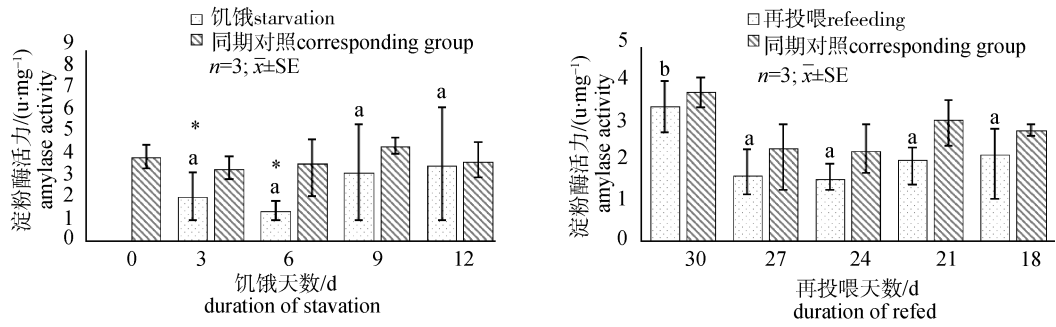 饥饿starvation
同期对照corresponding group
n=3; x̄±SE
淀粉酶活力/(u·mg⁻¹)
amylase activity
9
8
7
6
5
4
3
2
1
0
*
a
*
a
a
a
0 3 6 9 12
饥饿天数/d
duration of stavation
再投喂refeeding
同期对照corresponding group
n=3; x̄±SE
淀粉酶活力/(u·mg⁻¹)
amylase activity
5
4
3
2
1
0
b
a
a
a
a
30 27 24 21 18
再投喂天数/d
duration of refed